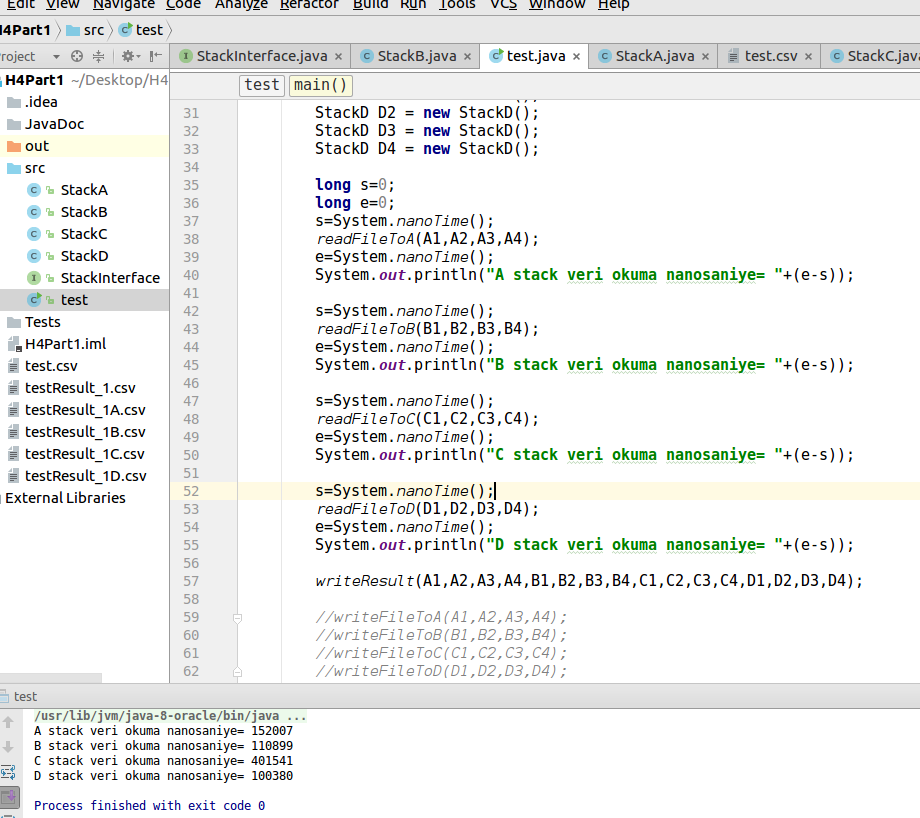 Edit View Navigate Code Analyze Refactor Build Run Tools VCS Window Help
H4Part1 src test
Project
StackInterface.java StackB.java test.java StackA.java test.csv StackC.java
H4Part1 ~/Desktop/H4
.idea
JavaDoc
out
src
StackA
StackB
StackC
StackD
StackInterface
test
Tests
H4Part1.iml
test.csv
testResult_1.csv
testResult_1A.csv
testResult_1B.csv
testResult_1C.csv
testResult_1D.csv
External Libraries
test main()
31 StackD D2 = new StackD();
32 StackD D3 = new StackD();
33 StackD D4 = new StackD();
34
35 long s=0;
36 long e=0;
37 s=System.nanoTime();
38 readFileToA(A1,A2,A3,A4);
39 e=System.nanoTime();
40 System.out.println("A stack veri okuma nanosaniye= "+(e-s));
41
42 s=System.nanoTime();
43 readFileToB(B1,B2,B3,B4);
44 e=System.nanoTime();
45 System.out.println("B stack veri okuma nanosaniye= "+(e-s));
46
47 s=System.nanoTime();
48 readFileToC(C1,C2,C3,C4);
49 e=System.nanoTime();
50 System.out.println("C stack veri okuma nanosaniye= "+(e-s));
51
52 s=System.nanoTime();
53 readFileToD(D1,D2,D3,D4);
54 e=System.nanoTime();
55 System.out.println("D stack veri okuma nanosaniye= "+(e-s));
56
57 writeResult(A1,A2,A3,A4,B1,B2,B3,B4,C1,C2,C3,C4,D1,D2,D3,D4);
58
59 //writeFileToA(A1,A2,A3,A4);
60 //writeFileToB(B1,B2,B3,B4);
61 //writeFileToC(C1,C2,C3,C4);
62 //writeFileToD(D1,D2,D3,D4);
test
/usr/lib/jvm/java-8-oracle/bin/java ...
A stack veri okuma nanosaniye= 152007
B stack veri okuma nanosaniye= 110899
C stack veri okuma nanosaniye= 401541
D stack veri okuma nanosaniye= 100380
Process finished with exit code 0